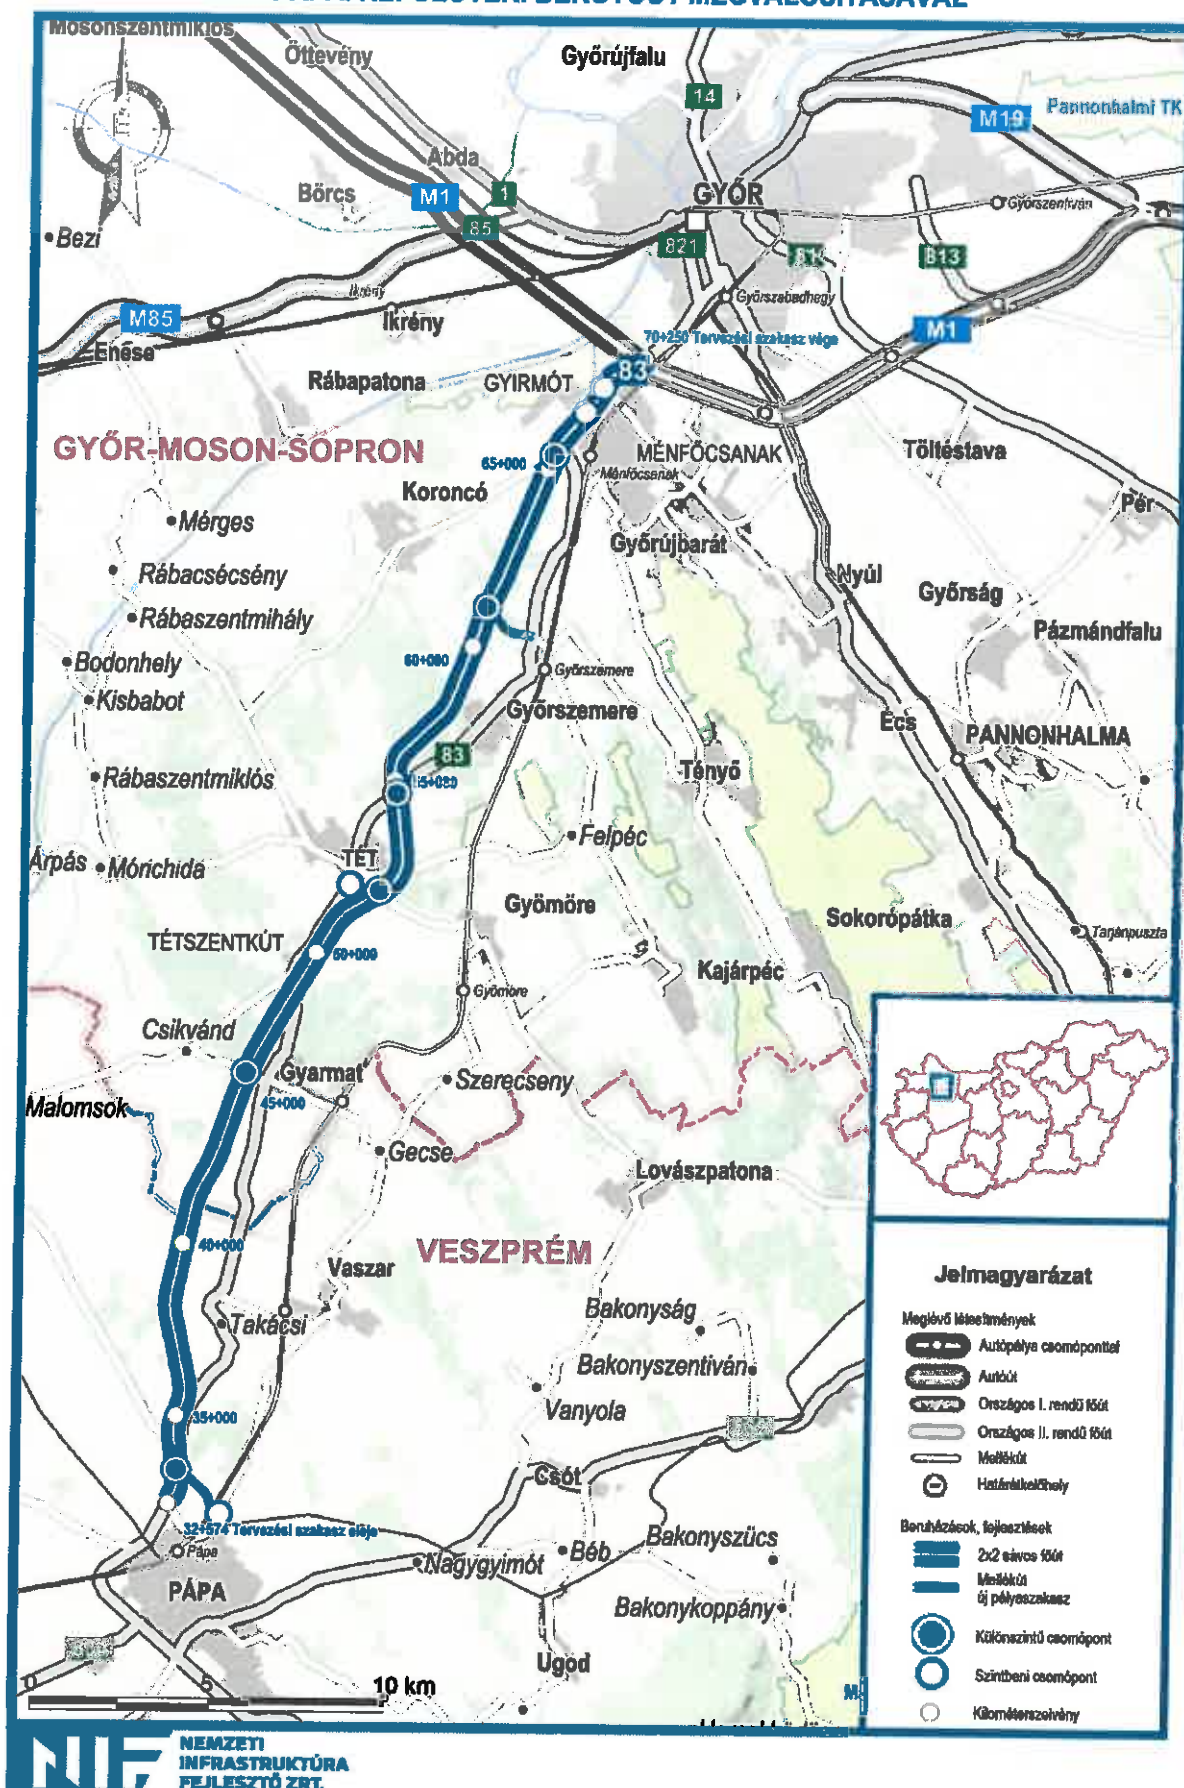 Mosonszentmiklós
Öttevény
Győrújfalu
14
M19
Pannonhalmi TK
Abda
Börcs
M1
1
GYŐR
Győrszentiván
Bezi
85
821
81
813
Ikrény
Győrszabadhegy
M85
Ikrény
M1
Enese
70+250 Tervezési szakasz vége
83
Rábapatona
GYIRMÓT
GYŐR-MOSON-SOPRON
MÉNFŐCSANAK
Töltéstava
65+000
Ménfőcsanak
Koroncó
Pér
Mérges
Győrújbarát
Rábacsécsény
Nyúl
Győrság
Rábaszentmihály
Pázmándfalu
Bodonhely
60+000
Győrszemere
Kisbabot
Győrszemere
Écs
PANNONHALMA
83
Rábaszentmiklós
Tényő
Felpéc
TÉT
Árpás
Mórichida
Gyömöre
Sokorópátka
Tarjánpuszta
TÉTSZENTKÚT
50+000
Kajárpéc
Gyömöre
Csikvánd
Gyarmat
Szerecseny
Malomsok
45+000
Gecse
Lovászpatona
40+000
VESZPRÉM
Vaszar
Jelmagyarázat
Takácsi
Bakonyság
Meglévő létesítmények
Autópálya csomóponttal
Bakonyszentiván
Autóút
Vanyola
Országos I. rendű főút
35+000
Országos II. rendű főút
Mellékút
Csót
Határátkelőhely
32+574 Tervezési szakasz eleje
Beruházások, fejlesztések
Pápa
Bakonyszücs
Béb
Nagygyimót
2x2 sávos főút
PÁPA
Mellékút
új pályaszakasz
Bakonykoppány
Különszintű csomópont
Ugod
Szintbeni csomópont
0 5 10 km
Kilométerszelvény
NIF
NEMZETI
INFRASTRUKTÚRA
FEJLESZTŐ ZRT.